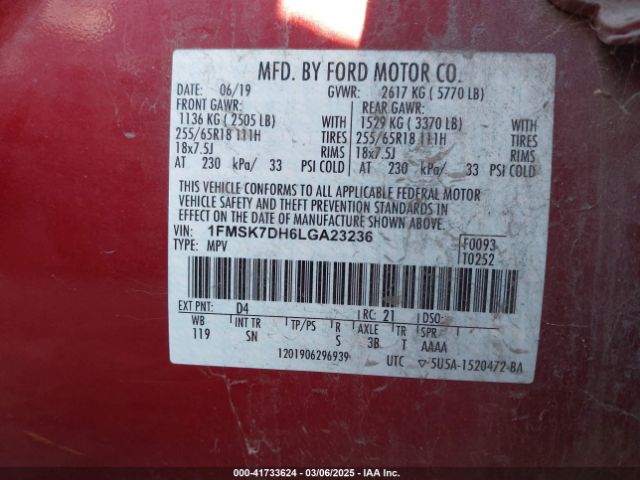 MFD. BY FORD MOTOR CO.
DATE: 06/19 GVWR: 2617 KG ( 5770 LB)
FRONT GAWR: REAR GAWR:
1136 KG ( 2505 LB) WITH 1529 KG ( 3370 LB) WITH
255/65R18 111H TIRES 255/65R18 111H TIRES
18x7.5J RIMS 18x7.5J RIMS
AT 230 kPa/ 33 PSI COLD AT 230 kPa/ 33 PSI COLD
THIS VEHICLE CONFORMS TO ALL APPLICABLE FEDERAL MOTOR
VEHICLE SAFETY AND THEFT PREVENTION STANDARDS IN
EFFECT ON THE DATE OF MANUFACTURE SHOWN ABOVE.
VIN: 1FMSK7DH6LGA23236 F0093
TYPE: MPV T0252
EXT PNT: D4 RC: 21 DSO:
WB INT TR TP/PS R AXLE TR SPR
119 SN S 3B T AAAA
1201906296939 UTC ▽-5U5A-1520472-BA
000-41733624 - 03/06/2025 - IAA Inc.